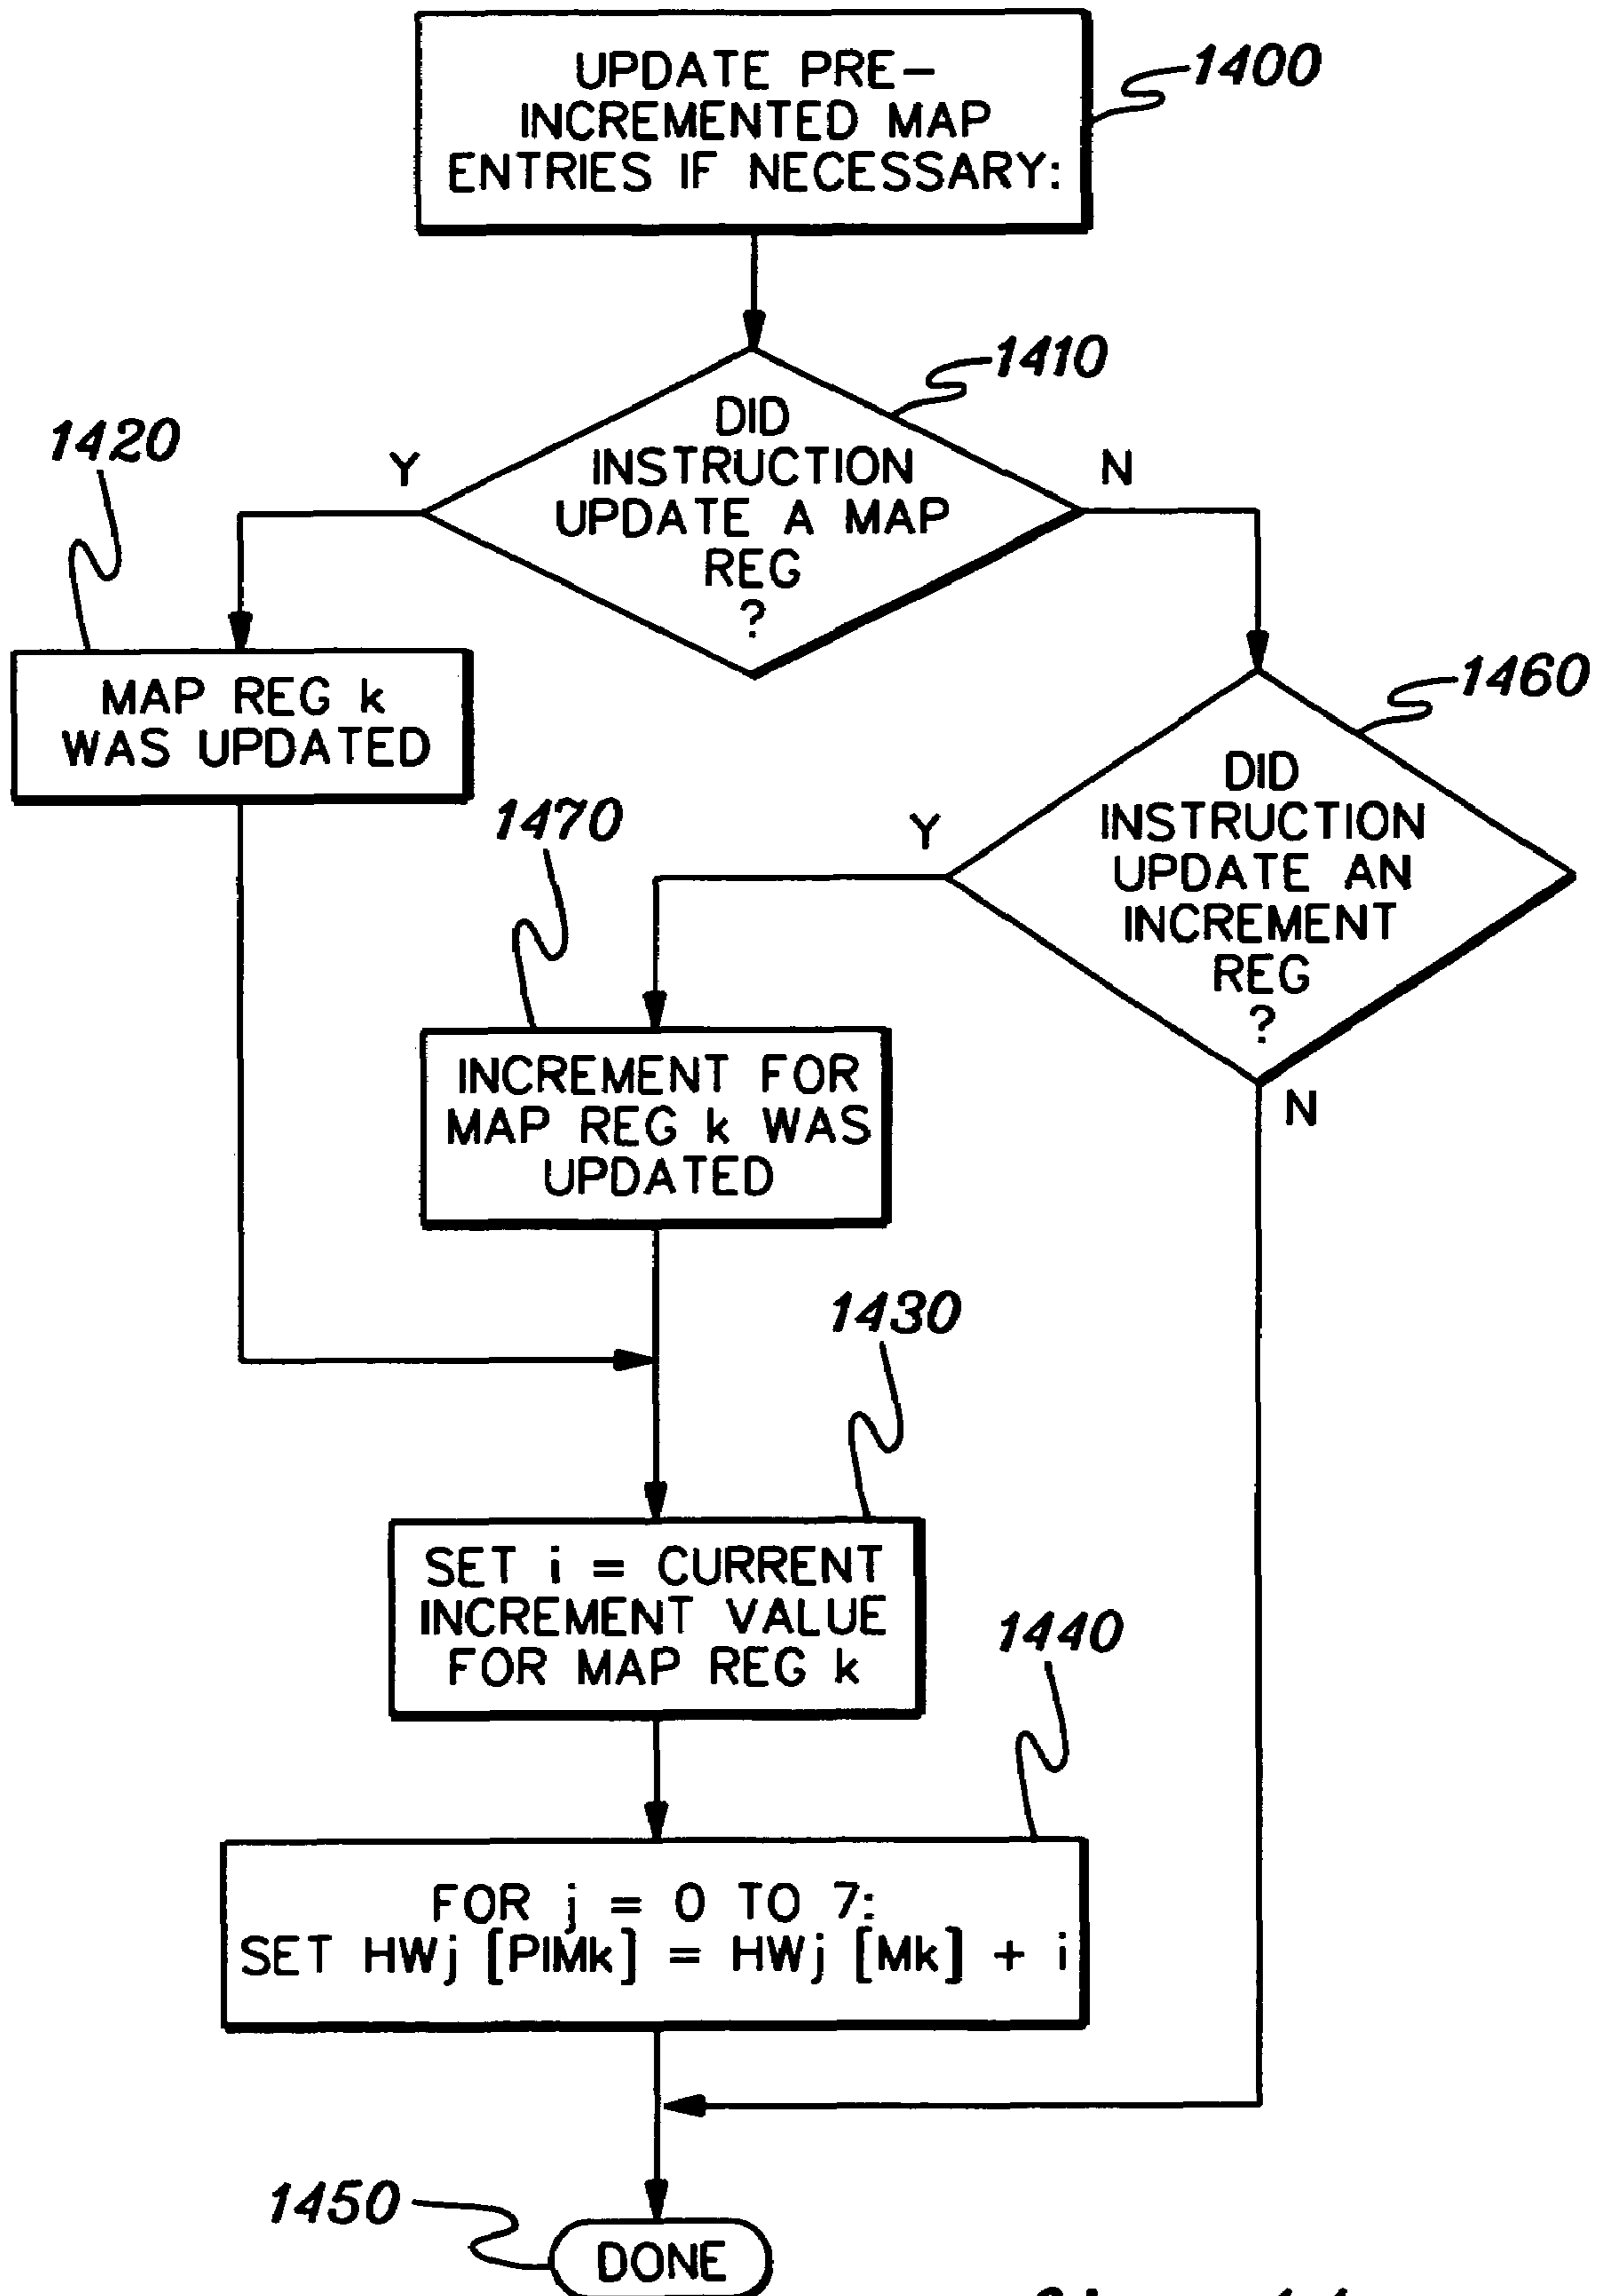 UPDATE PRE-
INCREMENTED MAP
ENTRIES IF NECESSARY:
1400
1410
DID
INSTRUCTION
UPDATE A MAP
REG
?
Y
N
1420
MAP REG k
WAS UPDATED
1460
DID
INSTRUCTION
UPDATE AN
INCREMENT
REG
?
Y
N
1470
INCREMENT FOR
MAP REG k WAS
UPDATED
1430
SET i = CURRENT
INCREMENT VALUE
FOR MAP REG k
1440
FOR j = 0 TO 7:
SET HWj [PIMk] = HWj [Mk] + i
1450
DONE